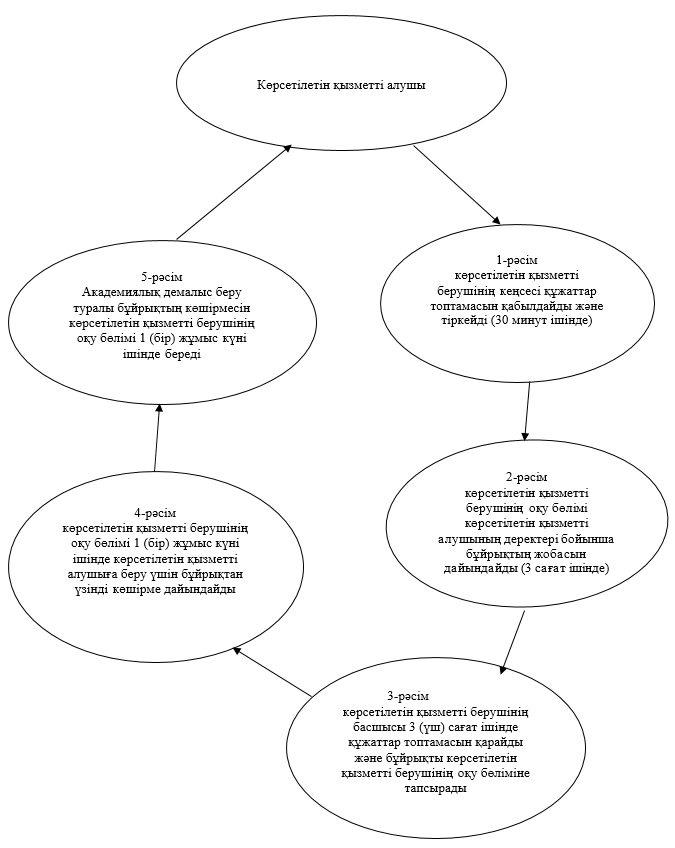 Көрсетілетін қызметті алушы
1-рәсім
көрсетілетін қызметті
берушінің кеңсесі құжаттар
топтамасын қабылдайды және
тіркейді (30 минут ішінде)
2-рәсім
көрсетілетін қызметті
берушінің оқу бөлімі
көрсетілетін қызметті
алушының деректері бойынша
бұйрықтың жобасын
дайындайды (3 сағат ішінде)
3-рәсім
көрсетілетін қызметті берушінің
басшысы 3 (үш) сағат ішінде
құжаттар топтамасын қарайды
және бұйрықты көрсетілетін
қызметті берушінің оқу бөліміне
тапсырады
4-рәсім
көрсетілетін қызметті берушінің
оқу бөлімі 1 (бір) жұмыс күні
ішінде көрсетілетін қызметті
алушыға беру үшін бұйрықтан
үзінді көшірме дайындайды
5-рәсім
Академиялық демалыс беру
туралы бұйрықтың көшірмесін
көрсетілетін қызметті берушінің
оқу бөлімі 1 (бір) жұмыс күні
ішінде береді